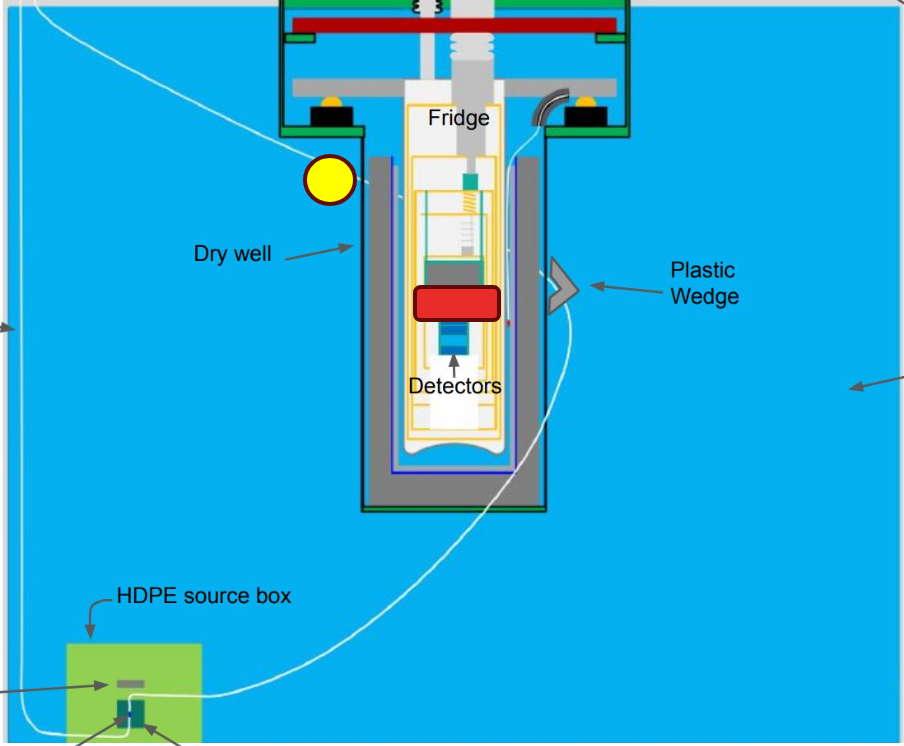 Fridge
Dry well
Plastic
Wedge
Detectors
HDPE source box